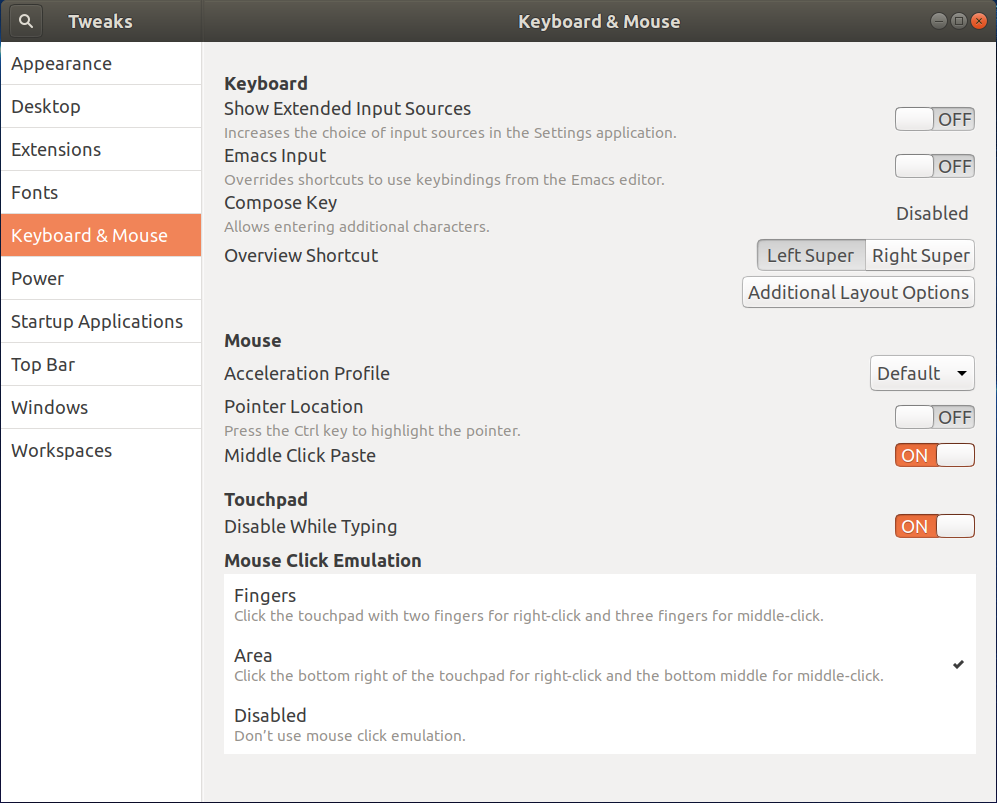 Tweaks
Keyboard & Mouse
Appearance
Desktop
Extensions
Fonts
Keyboard & Mouse
Power
Startup Applications
Top Bar
Windows
Workspaces
Keyboard
Show Extended Input Sources
OFF
Increases the choice of input sources in the Settings application.
Emacs Input
OFF
Overrides shortcuts to use keybindings from the Emacs editor.
Compose Key
Disabled
Allows entering additional characters.
Overview Shortcut
Left Super
Right Super
Additional Layout Options
Mouse
Acceleration Profile
Default
Pointer Location
OFF
Press the Ctrl key to highlight the pointer.
Middle Click Paste
ON
Touchpad
Disable While Typing
ON
Mouse Click Emulation
Fingers
Click the touchpad with two fingers for right-click and three fingers for middle-click.
Area
Click the bottom right of the touchpad for right-click and the bottom middle for middle-click.
Disabled
Don’t use mouse click emulation.